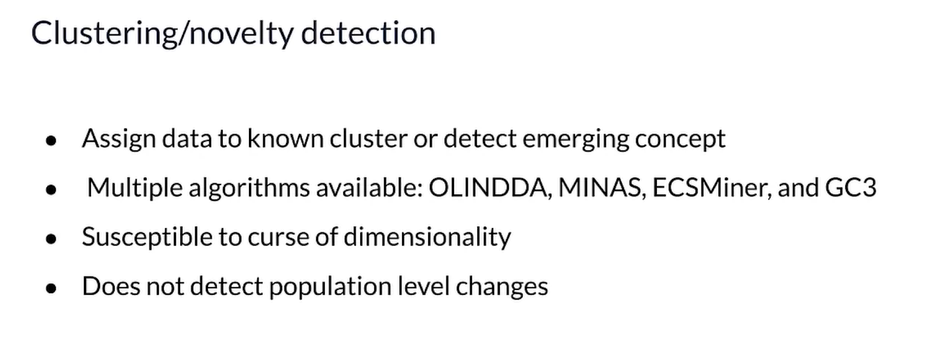 Clustering/novelty detection
● Assign data to known cluster or detect emerging concept
● Multiple algorithms available: OLINDDA, MINAS, ECSMiner, and GC3
● Susceptible to curse of dimensionality
● Does not detect population level changes